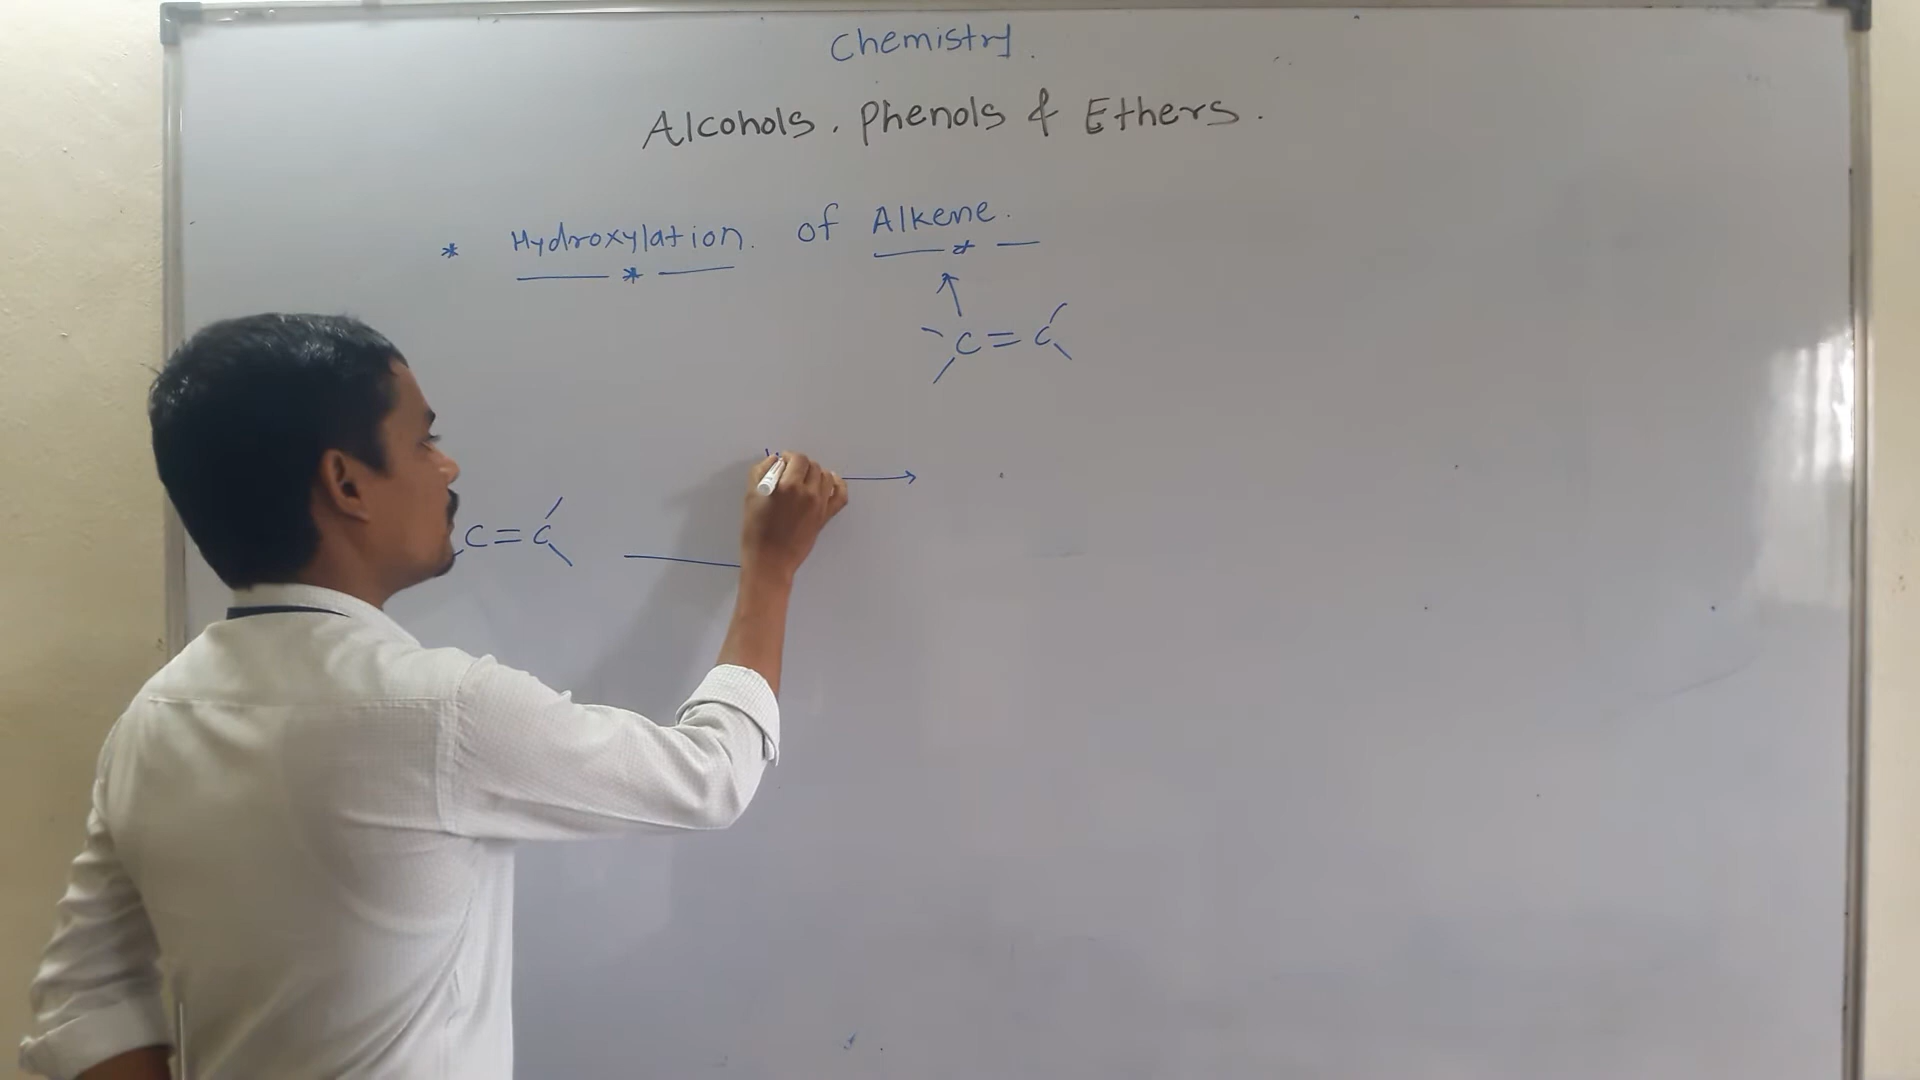 Chemistry.
Alcohols, Phenols & Ethers.
* Hydroxylation. of Alkene.
C=C
C=C